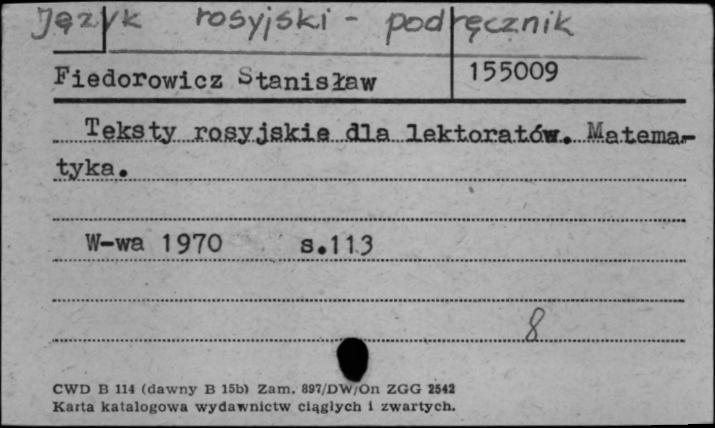 Język rosyjski - podręcznik
Fiedorowicz Stanisław
155009
Teksty rosyjskie dla lektoratów. Matema-
tyka.
W-wa 1970 s.113
8
CWD B 114 (dawny B 15b) Zam. 897/DW/On ZGG 2542
Karta katalogowa wydawnictw ciągłych i zwartych.